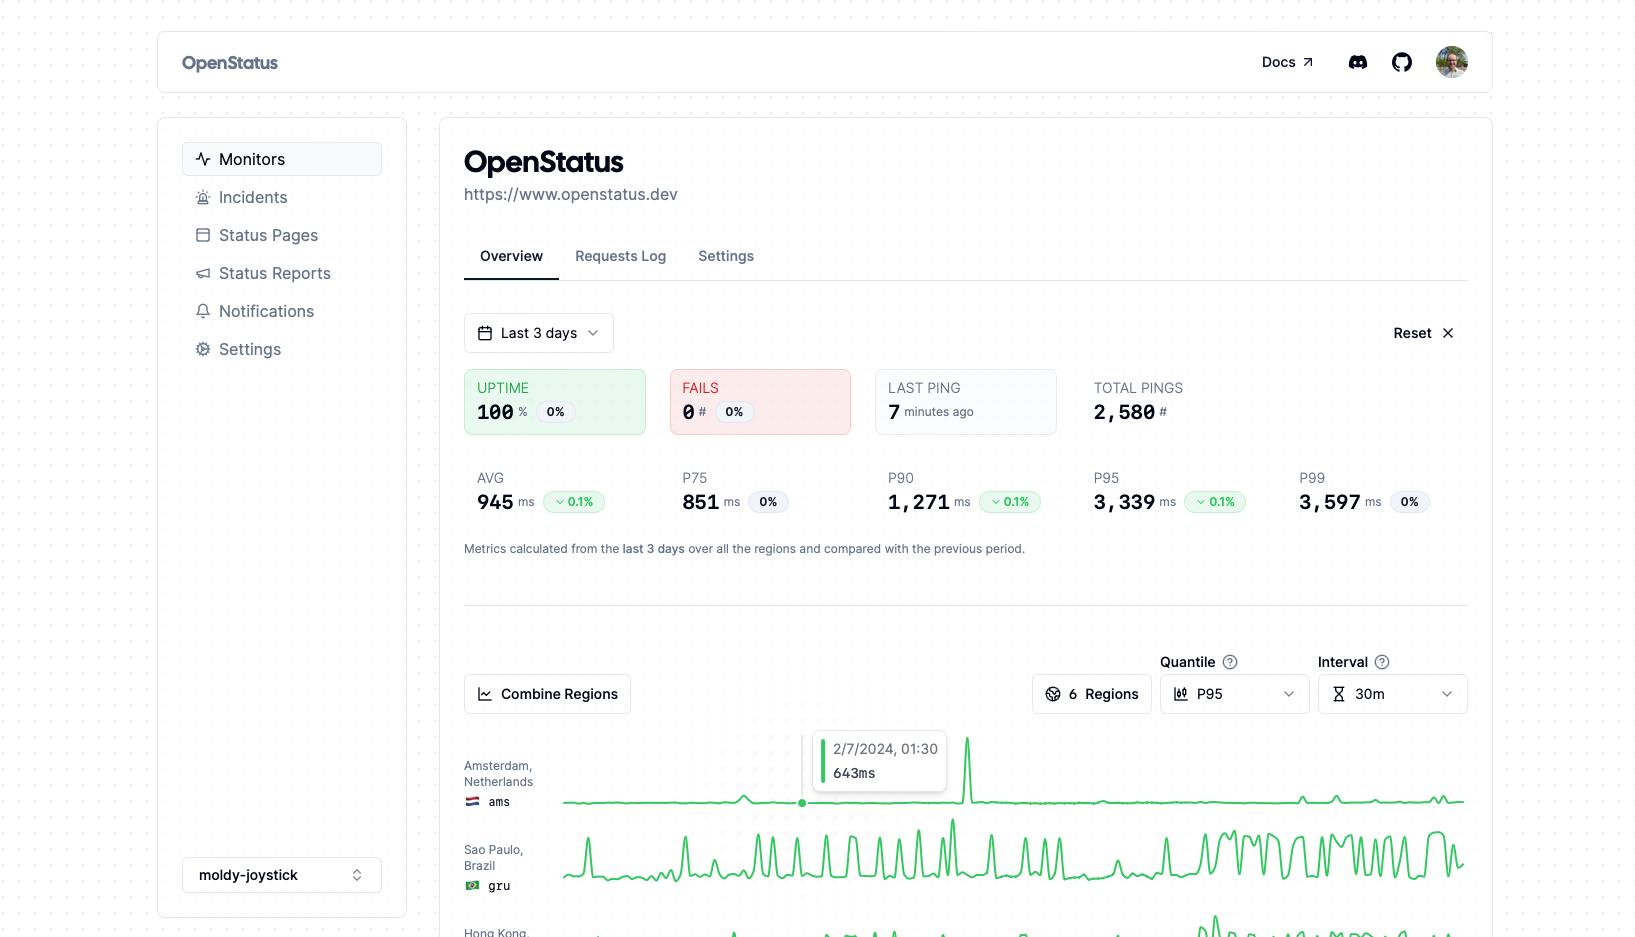 OpenStatus
Docs
Monitors
Incidents
Status Pages
Status Reports
Notifications
Settings
moldy-joystick
OpenStatus
https://www.openstatus.dev
Overview Requests Log Settings
Last 3 days
Reset
UPTIME
100 % 0%
FAILS
0 # 0%
LAST PING
7 minutes ago
TOTAL PINGS
2,580 #
AVG
945 ms 0.1%
P75
851 ms 0%
P90
1,271 ms 0.1%
P95
3,339 ms 0.1%
P99
3,597 ms 0%
Metrics calculated from the last 3 days over all the regions and compared with the previous period.
Combine Regions
6 Regions
Quantile
P95
Interval
30m
2/7/2024, 01:30
643ms
Amsterdam,
Netherlands
ams
Sao Paulo,
Brazil
gru
Hong Kong,